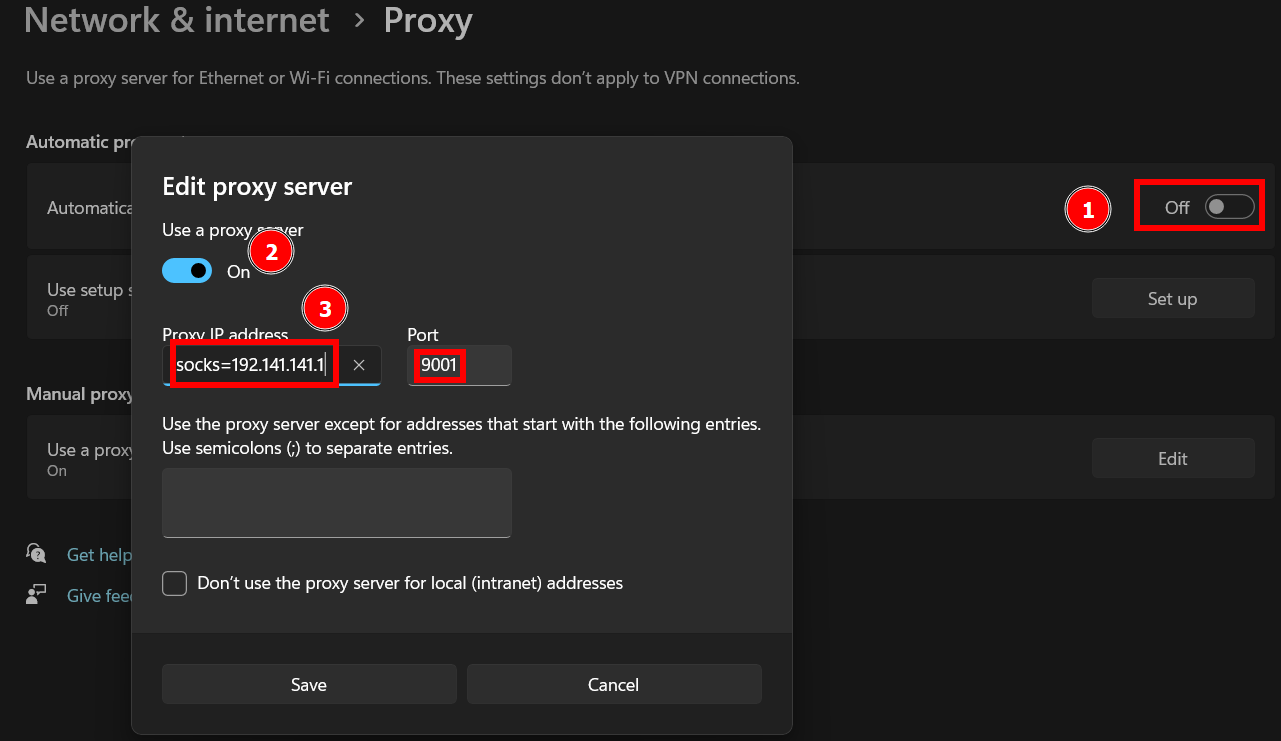 Network & internet > Proxy
Use a proxy server for Ethernet or Wi-Fi connections. These settings don't apply to VPN connections.
Automatic
Edit proxy server
Use a proxy server
2
On
1
Off
Use setup
Off
Set up
3
Proxy IP address
Port
socks=192.141.141.1
9001
Manual proxy
Use the proxy server except for addresses that start with the following entries.
Use semicolons (;) to separate entries.
Use a
On
Edit
Get help
Give
Don't use the proxy server for local (intranet) addresses
Save
Cancel